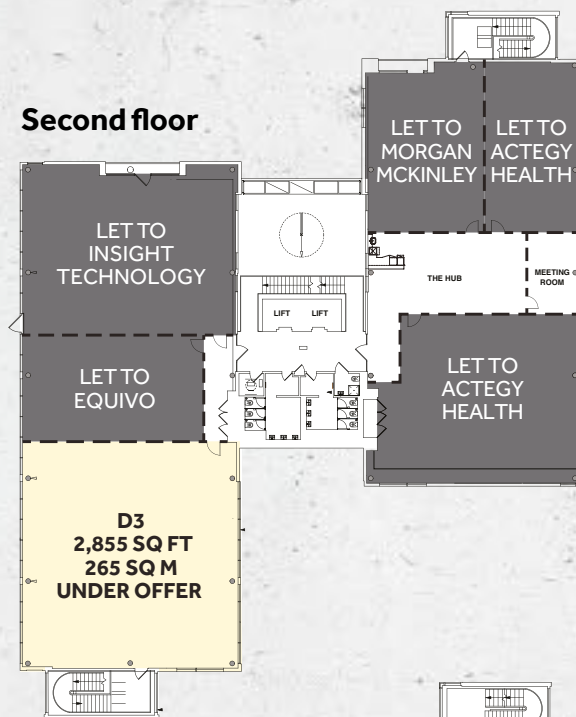 Second floor
LET TO
MORGAN
MCKINLEY
LET TO
ACTEGY
HEALTH
LET TO
INSIGHT
TECHNOLOGY
THE HUB
MEETING
ROOM
LIFT
LIFT
LET TO
EQUIVO
LET TO
ACTEGY
HEALTH
D3
2,855 SQ FT
265 SQ M
UNDER OFFER